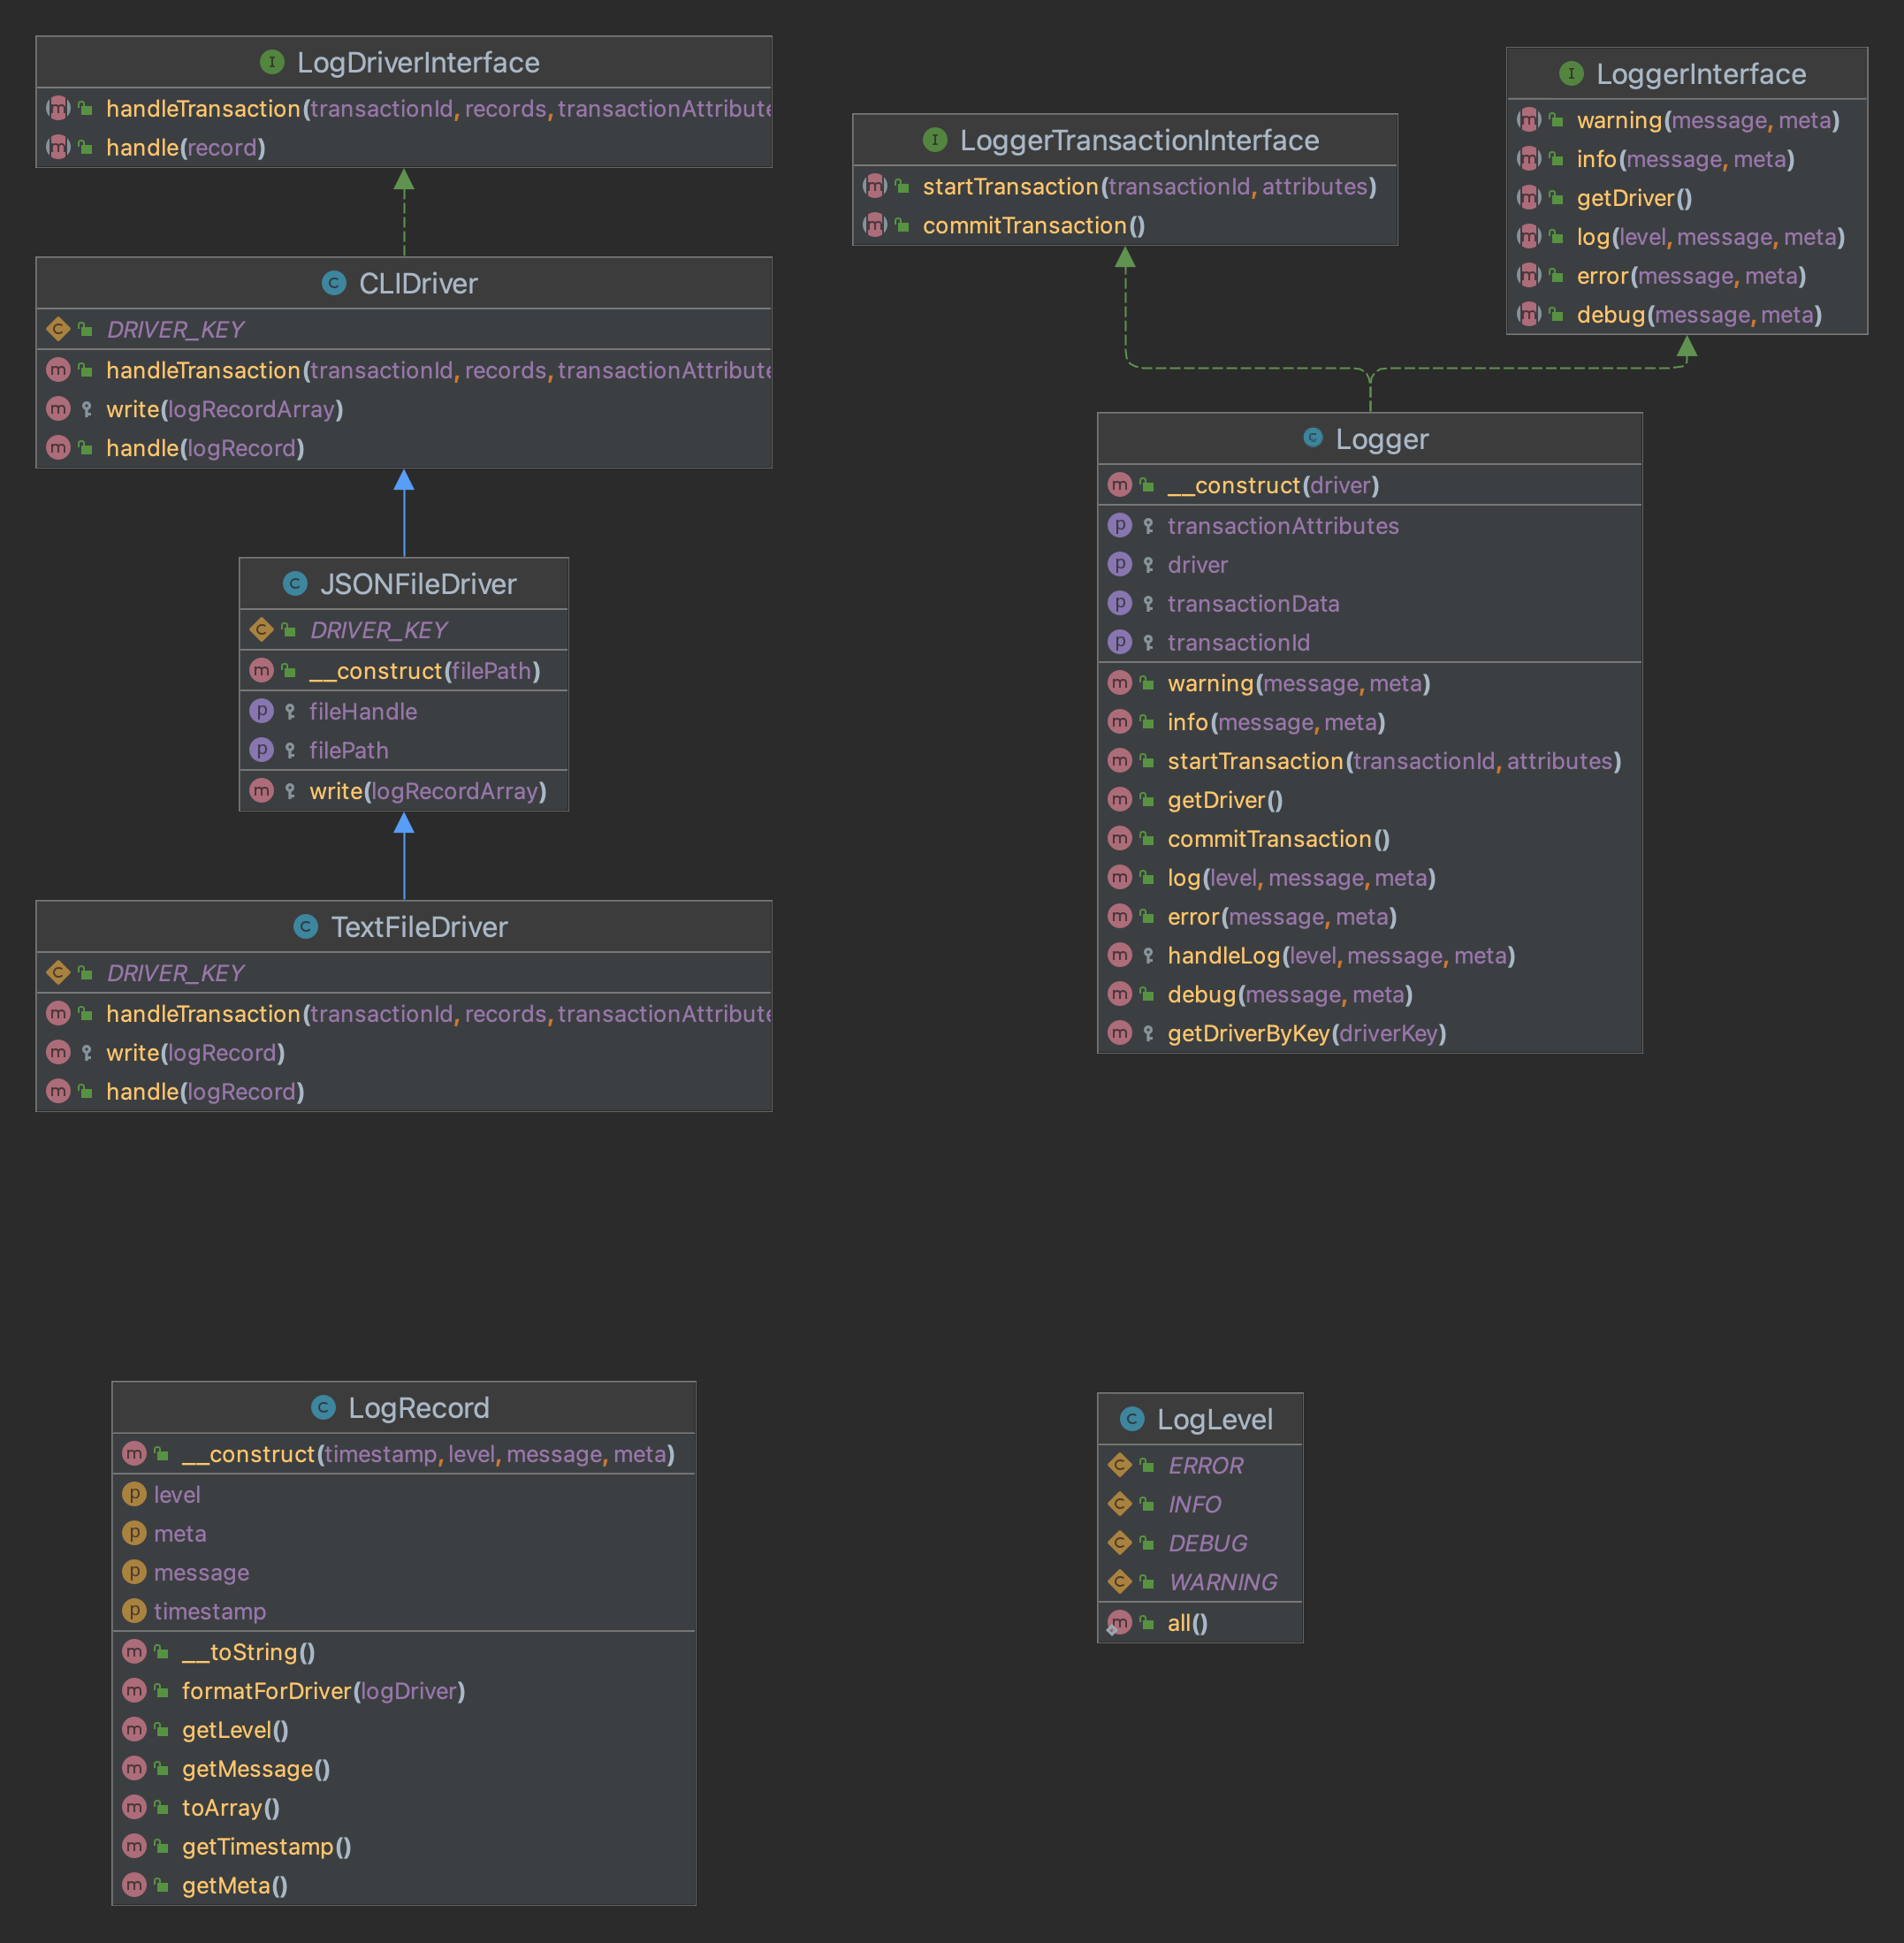 LogDriverInterface
handleTransaction(transactionId, records, transactionAttribute
handle(record)
CLIDriver
DRIVER_KEY
handleTransaction(transactionId, records, transactionAttribute
write(logRecordArray)
handle(logRecord)
JSONFileDriver
DRIVER_KEY
__construct(filePath)
fileHandle
filePath
write(logRecordArray)
TextFileDriver
DRIVER_KEY
handleTransaction(transactionId, records, transactionAttribute
write(logRecord)
handle(logRecord)
LoggerTransactionInterface
startTransaction(transactionId, attributes)
commitTransaction()
LoggerInterface
warning(message, meta)
info(message, meta)
getDriver()
log(level, message, meta)
error(message, meta)
debug(message, meta)
Logger
__construct(driver)
transactionAttributes
driver
transactionData
transactionId
warning(message, meta)
info(message, meta)
startTransaction(transactionId, attributes)
getDriver()
commitTransaction()
log(level, message, meta)
error(message, meta)
handleLog(level, message, meta)
debug(message, meta)
getDriverByKey(driverKey)
LogRecord
__construct(timestamp, level, message, meta)
level
meta
message
timestamp
__toString()
formatForDriver(logDriver)
getLevel()
getMessage()
toArray()
getTimestamp()
getMeta()
LogLevel
ERROR
INFO
DEBUG
WARNING
all()